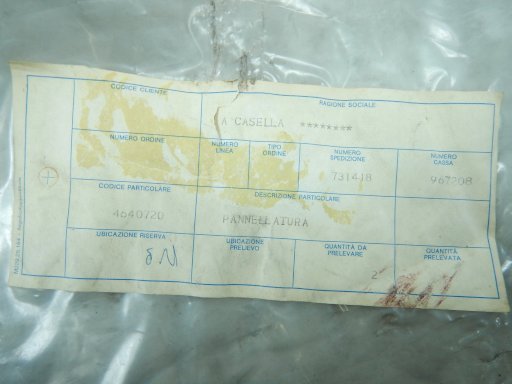 CODICE CLIENTE
RAGIONE SOCIALE
A CASELLA ********
NUMERO ORDINE
NUMERO LINEA
TIPO ORDINE
NUMERO SPEDIZIONE
NUMERO CASSA
731418
967208
CODICE PARTICOLARE
DESCRIZIONE PARTICOLARE
4640720
PANNELLATURA
UBICAZIONE RISERVA
UBICAZIONE PRELIEVO
QUANTITÀ DA PRELEVARE
QUANTITÀ PRELEVATA
2